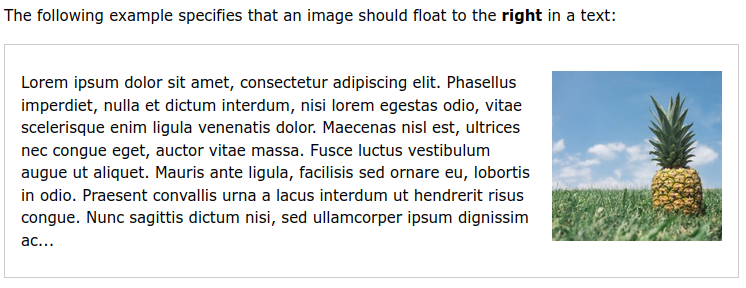 The following example specifies that an image should float to the right in a text:
Lorem ipsum dolor sit amet, consectetur adipiscing elit. Phasellus
imperdiet, nulla et dictum interdum, nisi lorem egestas odio, vitae
scelerisque enim ligula venenatis dolor. Maecenas nisl est, ultrices
nec congue eget, auctor vitae massa. Fusce luctus vestibulum
augue ut aliquet. Mauris ante ligula, facilisis sed ornare eu, lobortis
in odio. Praesent convallis urna a lacus interdum ut hendrerit risus
congue. Nunc sagittis dictum nisi, sed ullamcorper ipsum dignissim
ac...